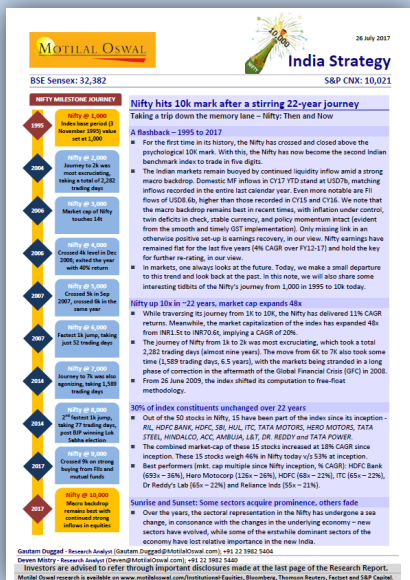 MOTILAL OSWAL
10,000
26 July 2017
India Strategy
BSE Sensex: 32,382
S&P CNX: 10,021
NIFTY MILESTONE JOURNEY
1995
Nifty @ 1,000
Index base period (3
November 1995) value
set at 1,000
2004
Nifty @ 2,000
Journey to 2k was
most excruciating,
taking a total of 2,282
trading days
2006
Nifty @ 3,000
Market cap of Nifty
touches 14t
2006
Nifty @ 4,000
Crossed 4k level in Dec
2006; exited the year
with 40% return
2007
Nifty @ 5,000
Crossed 5k in Sep
2007, crossed 6k in the
same year
2007
Nifty @ 6,000
Fastest 1k jump, taking
just 52 trading days
2014
Nifty @ 7,000
Journey to 7k was also
agonizing, taking 1,589
trading days
2014
Nifty @ 8,000
2nd fastest 1k jump,
taking 77 trading days,
post BJP winning Lok
Sabha election
2017
Nifty @ 9,000
Crossed 9k on strong
buying from FIIs and
mutual funds
2017
Nifty @ 10,000
Macro backdrop
remains best with
continued strong
inflows in equities
Nifty hits 10k mark after a stirring 22-year journey
Taking a trip down the memory lane – Nifty: Then and Now
A flashback – 1995 to 2017
■ For the first time in its history, the Nifty has crossed and closed above the
psychological 10K mark. With this, the Nifty has now become the second Indian
benchmark index to trade in five digits.
■ The Indian markets remain buoyed by continued liquidity inflow amid a strong
macro backdrop. Domestic MF inflows in CY17 YTD stand at USD7b, matching
inflows recorded in the entire last calendar year. Even more notable are FII
flows of USD8.6b, higher than those recorded in CY15 and CY16. We note that
the macro backdrop remains best in recent times, with inflation under control,
twin deficits in check, stable currency, and policy momentum intact (evident
from the smooth and timely GST implementation). Only missing link in an
otherwise positive set-up is earnings recovery, in our view. Nifty earnings have
remained flat for the last five years (4% CAGR over FY12-17) and hold the key
for further re-rating, in our view.
■ In markets, one always looks at the future. Today, we make a small departure
to this trend and look back at the past. In this note, we will also share some
interesting tidbits of the Nifty's journey from 1,000 in 1995 to 10k today.
Nifty up 10x in ~22 years, market cap expands 48x
■ While traversing its journey from 1K to 10K, the Nifty has delivered 11% CAGR
returns. Meanwhile, the market capitalization of the index has expanded 48x
from INR1.5t to INR70.6t, implying a CAGR of 20%.
■ The journey of Nifty from 1k to 2k was most excruciating, which took a total
2,282 trading days (almost nine years). The move from 6K to 7K also took some
time (1,589 trading days, 6.5 years), with the markets being stranded in a long
phase of correction in the aftermath of the Global Financial Crisis (GFC) in 2008.
■ From 26 June 2009, the index shifted its computation to free-float
methodology.
30% of index constituents unchanged over 22 years
■ Out of the 50 stocks in Nifty, 15 have been part of the index since its inception -
RIL, HDFC BANK, HDFC, SBI, HUL, ITC, TATA MOTORS, HERO MOTORS, TATA
STEEL, HINDALCO, ACC, AMBUJA, L&T, DR. REDDY and TATA POWER.
■ The combined market-cap of these 15 stocks increased at 18% CAGR since
inception. These 15 stocks weigh 46% in Nifty today v/s 53% at inception.
■ Best performers (mkt. cap multiple since Nifty inception, % CAGR): HDFC Bank
(693x – 36%), Hero Motocorp (126x – 26%), HDFC (68x – 22%), ITC (65x – 22%),
Dr Reddy's Lab (65x – 22%) and Reliance Inds (55x – 21%).
Sunrise and Sunset: Some sectors acquire prominence, others fade
■ Over the years, the sectoral representation in the Nifty has undergone a sea
change, in consonance with the changes in the underlying economy – new
sectors have evolved, while some of the erstwhile dominant sectors of the
economy have lost relative importance in the new India.
Gautam Duggad - Research Analyst (Gautam.Duggad@MotilalOswal.com); +91 22 3982 5404
Deven Mistry - Research Analyst (Deven@MotilalOswal.com); +91 22 3982 5440
Investors are advised to refer through important disclosures made at the last page of the Research Report.
Motilal Oswal research is available on www.motilaloswal.com/Institutional-Equities, Bloomberg, Thomson Reuters, Factset and S&P Capital.